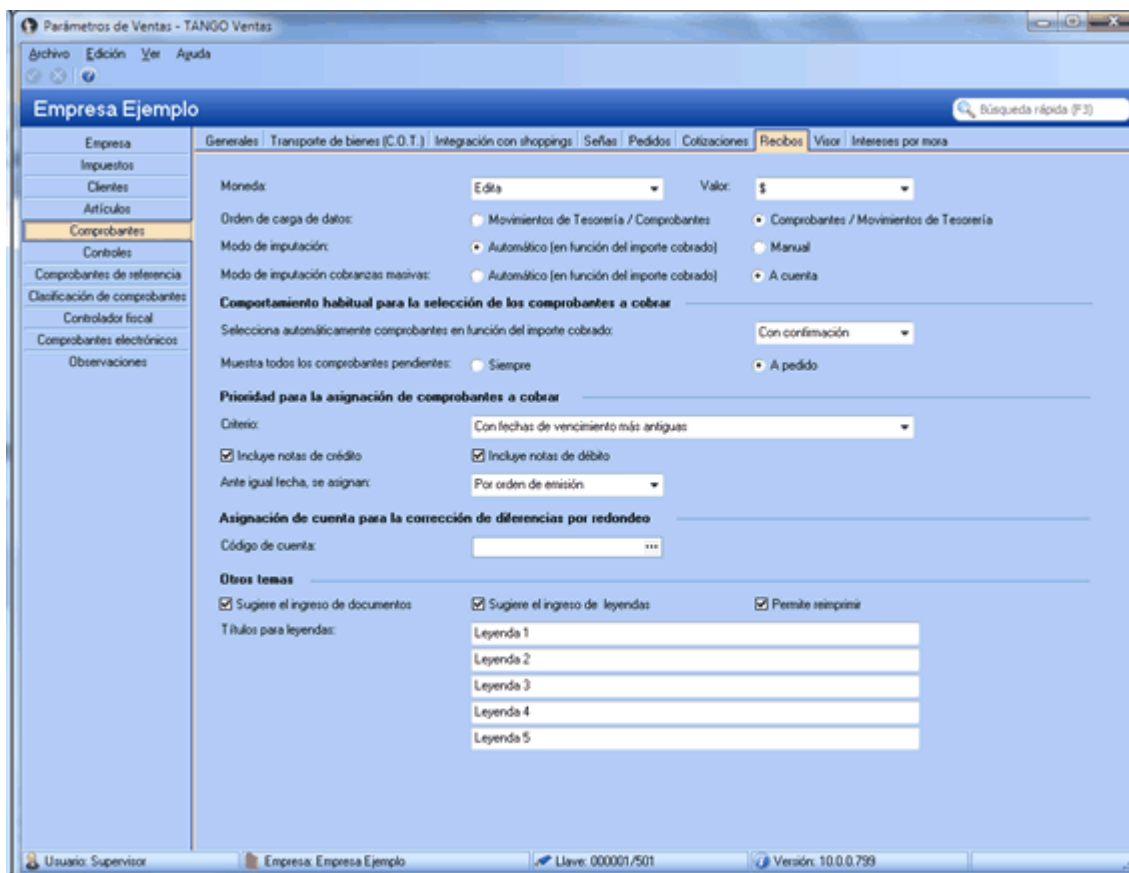 Parámetros de Ventas - TANGO Ventas
Archivo Edición Ver Ayuda
Empresa Ejemplo
Búsqueda rápida (F3)
Empresa
Impuestos
Clientes
Artículos
Comprobantes
Controles
Comprobantes de referencia
Clasificación de comprobantes
Controlador fiscal
Comprobantes electrónicos
Observaciones
Generales Transporte de bienes (C.O.T.) Integración con shoppings Señas Pedidos Cotizaciones Recibos Visor Intereses por mora
Moneda: Edita Valor: $
Orden de carga de datos: Movimientos de Tesorería / Comprobantes Comprobantes / Movimientos de Tesorería
Modo de imputación: Automático (en función del importe cobrado) Manual
Modo de imputación cobranzas masivas: Automático (en función del importe cobrado) A cuenta
Comportamiento habitual para la selección de los comprobantes a cobrar
Selecciona automáticamente comprobantes en función del importe cobrado: Con confirmación
Muestra todos los comprobantes pendientes: Siempre A pedido
Prioridad para la asignación de comprobantes a cobrar
Criterio: Con fechas de vencimiento más antiguas
Incluye notas de crédito Incluye notas de débito
Ante igual fecha, se asignan: Por orden de emisión
Asignación de cuenta para la corrección de diferencias por redondeo
Código de cuenta: ...
Otros temas
Sugiere el ingreso de documentos Sugiere el ingreso de leyendas Permite reimprimir
Títulos para leyendas: Leyenda 1
Leyenda 2
Leyenda 3
Leyenda 4
Leyenda 5
Usuario: Supervisor Empresa: Empresa Ejemplo Llave: 000001/501 Versión: 10.0.0.799